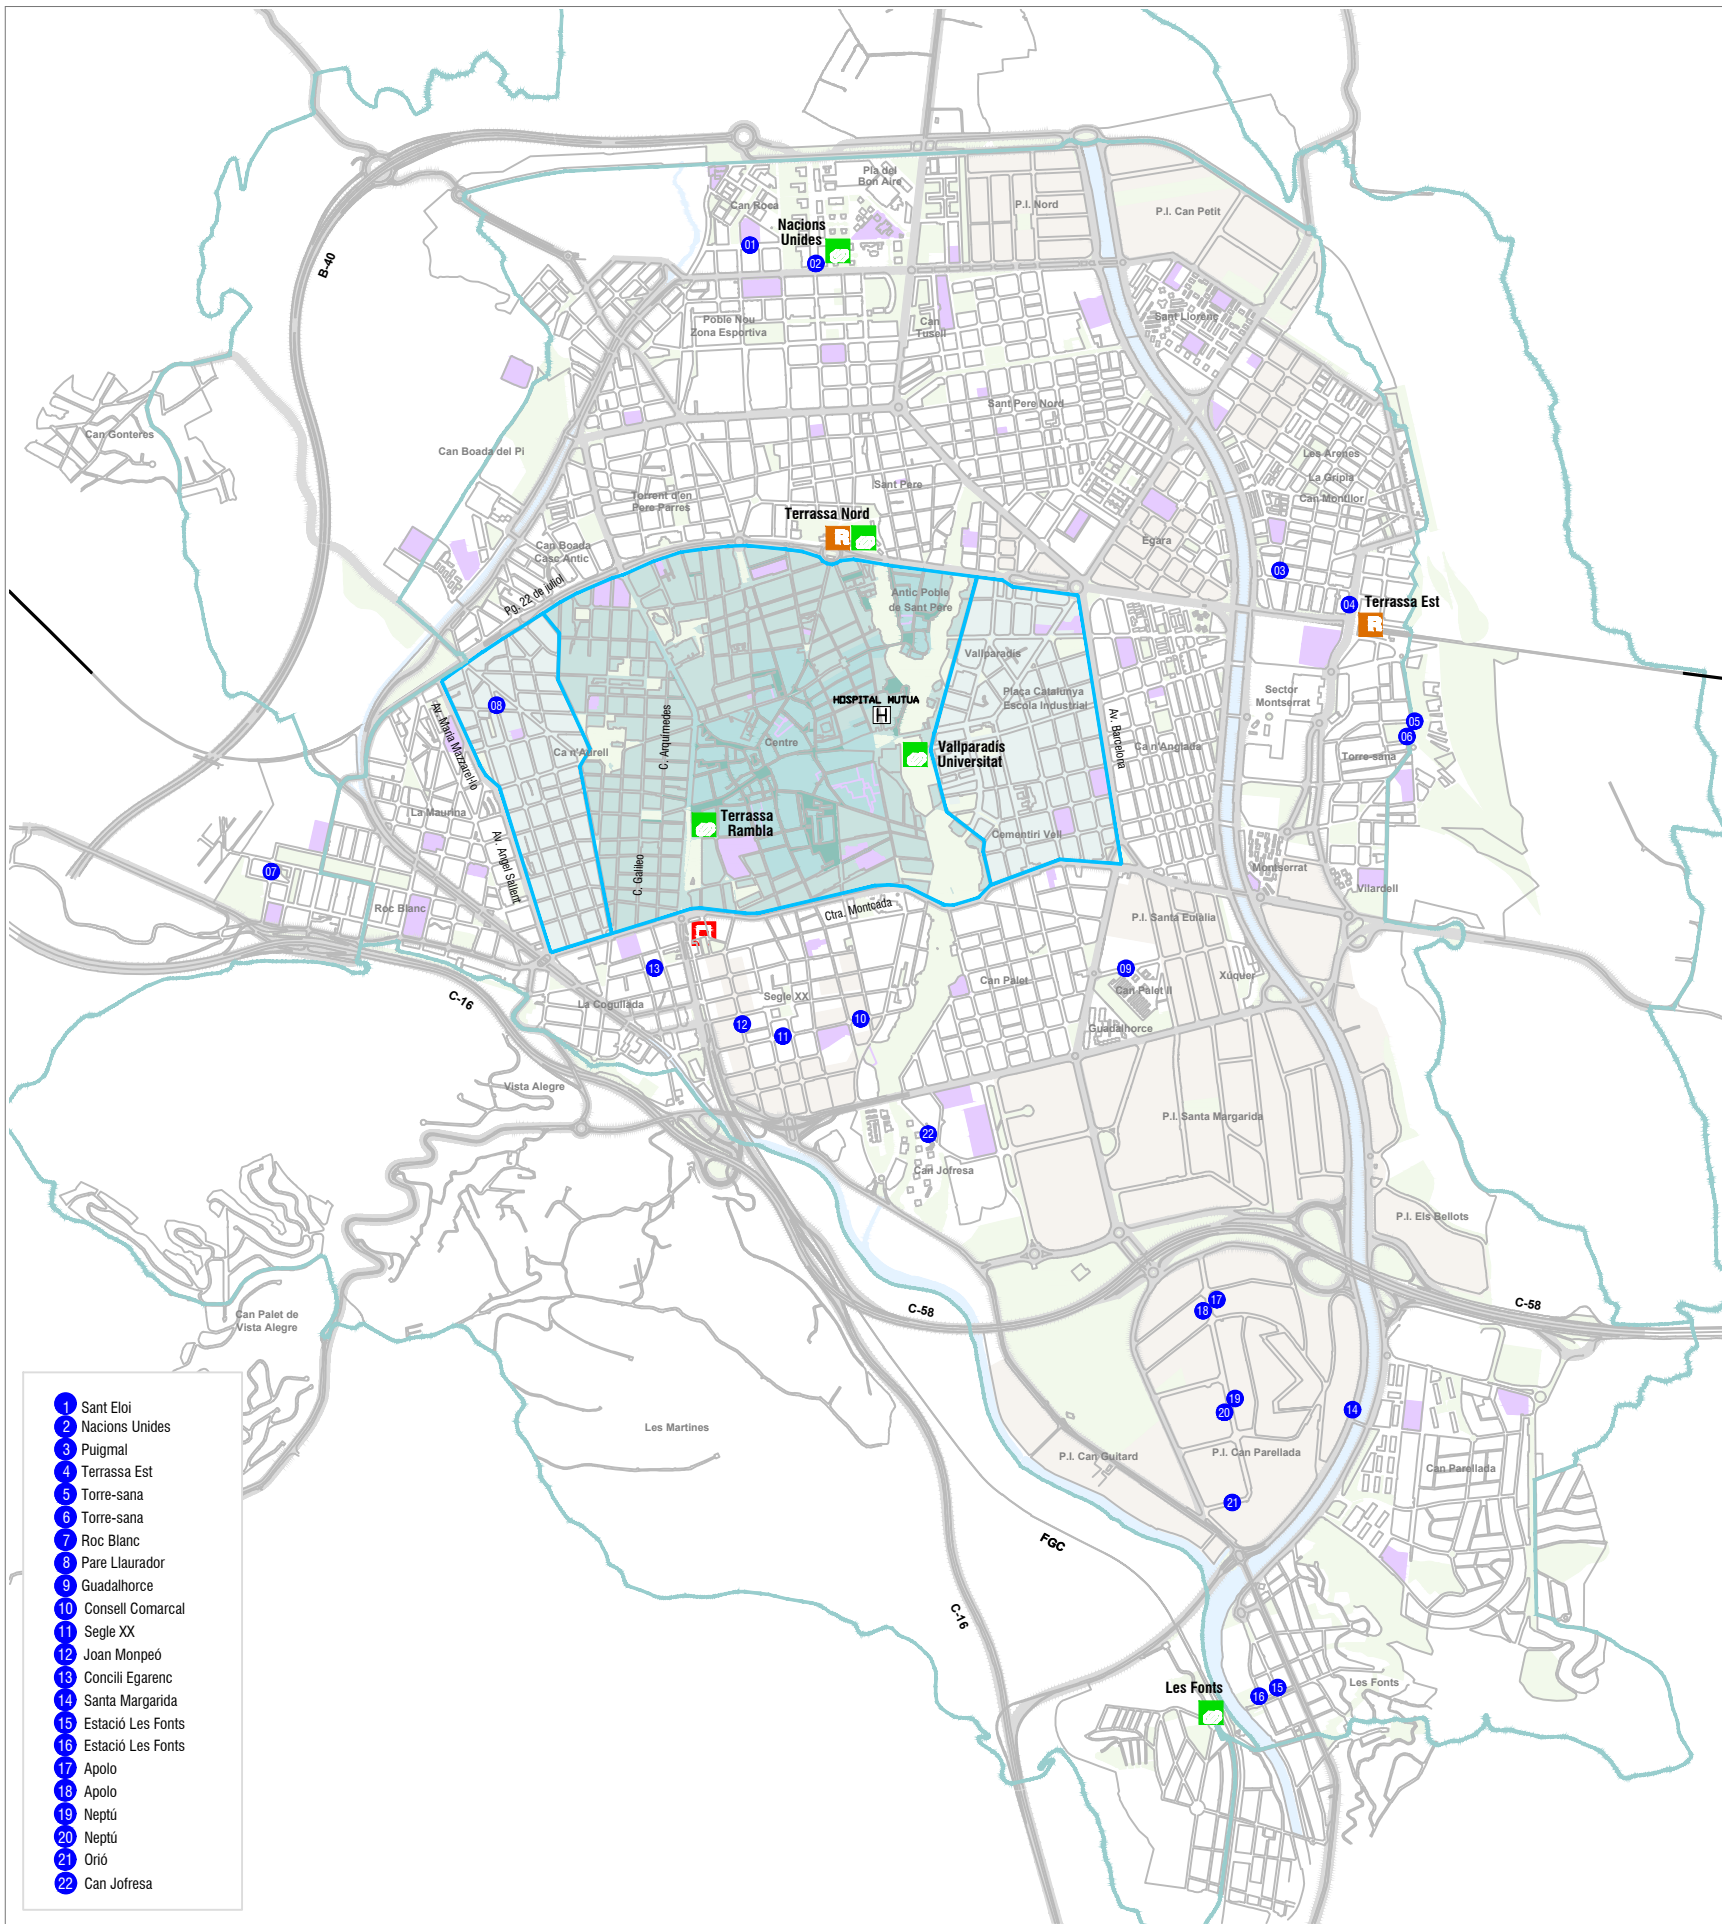 Pla del
Bon Aire
Can Roca
P.I. Nord
P.I. Can Petit
Nacions
Unides
01
02
B-40
Poble Nou
Zona Esportiva
Can
Tusell
Sant Llorenç
Sant Pere Nord
Can Gonteres
Can Boada del Pi
Les Arenes
La Grípia
Can Montllor
Torrent d'en
Pere Parres
Sant Pere
Terrassa Nord
R
Can Boada
Casc Antic
Egara
03
Pg. 22 de juliol
Antic Poble
de Sant Pere
04
Terrassa Est
R
Vallparadís
Plaça Catalunya
Escola Industrial
Sector
Montserrat
HOSPITAL MUTUA
H
08
Av. Maria Mazzarel·lo
C. Arquimedes
Av. Barcelona
05
06
Ca n'Aurell
Centre
Vallparadís
Universitat
Ca n'Anglada
Torre-sana
La Maurina
Terrassa
Rambla
Cementiri Vell
Av. Àngel Sallent
C. Galileo
07
Montserrat
Vilardell
Roc Blanc
Ctra. Montcada
P.I. Santa Eulàlia
13
09
Can Palet
Can Palet II
Xúquer
C-16
La Cogullada
Segle XX
12
11
10
Guadalhorce
Vista Alegre
P.I. Santa Margarida
22
Can Jofresa
P.I. Els Bellots
Can Palet de
Vista Alegre
C-58
17
18
C-58
19
20
14
Les Martines
P.I. Can Guitard
P.I. Can Parellada
Can Parellada
21
FGC
C-16
Les Fonts
15
16
Les Fonts
1 Sant Eloi
2 Nacions Unides
3 Puigmal
4 Terrassa Est
5 Torre-sana
6 Torre-sana
7 Roc Blanc
8 Pare Llaurador
9 Guadalhorce
10 Consell Comarcal
11 Segle XX
12 Joan Monpeó
13 Concili Egarenc
14 Santa Margarida
15 Estació Les Fonts
16 Estació Les Fonts
17 Apolo
18 Apolo
19 Neptú
20 Neptú
21 Orió
22 Can Jofresa